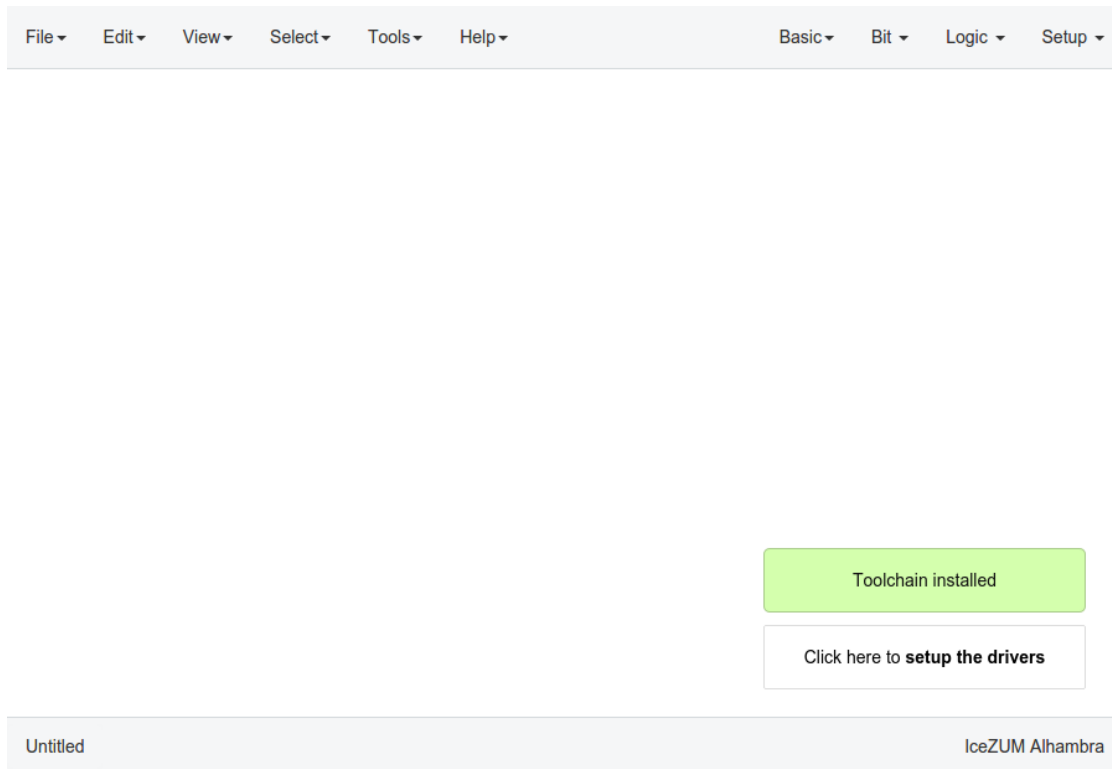 File Edit View Select Tools Help Basic Bit Logic Setup
Toolchain installed
Click here to setup the drivers
Untitled IceZUM Alhambra